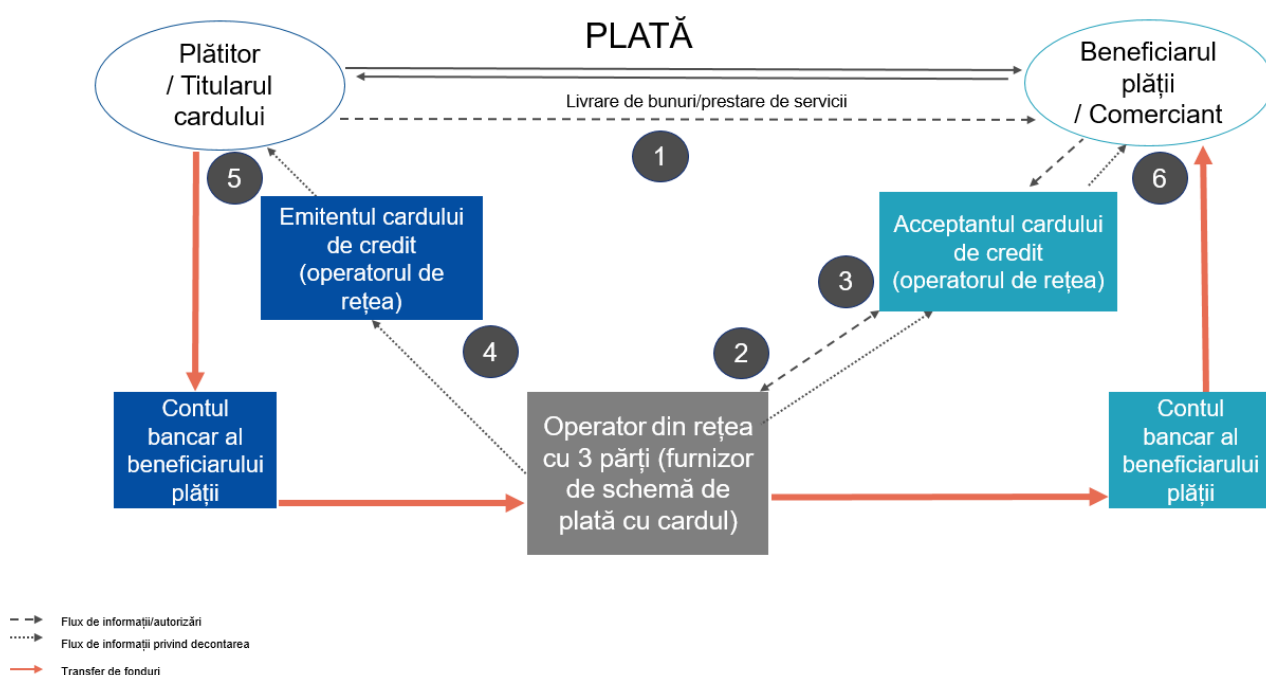 PLATĂ
Plătitor
/ Titularul
cardului
Beneficiarul
plății
/ Comerciant
Livrare de bunuri/prestare de servicii
1
5
6
Emitentul cardului
de credit
(operatorul de
rețea)
Acceptantul cardului
de credit
(operatorul de rețea)
3
4
2
Contul
bancar al
beneficiarului
plății
Operator din rețea
cu 3 părți (furnizor
de schemă de
plată cu cardul)
Contul
bancar al
beneficiarului
plății
Flux de informații/autorizări
Flux de informații privind decontarea
Transfer de fonduri